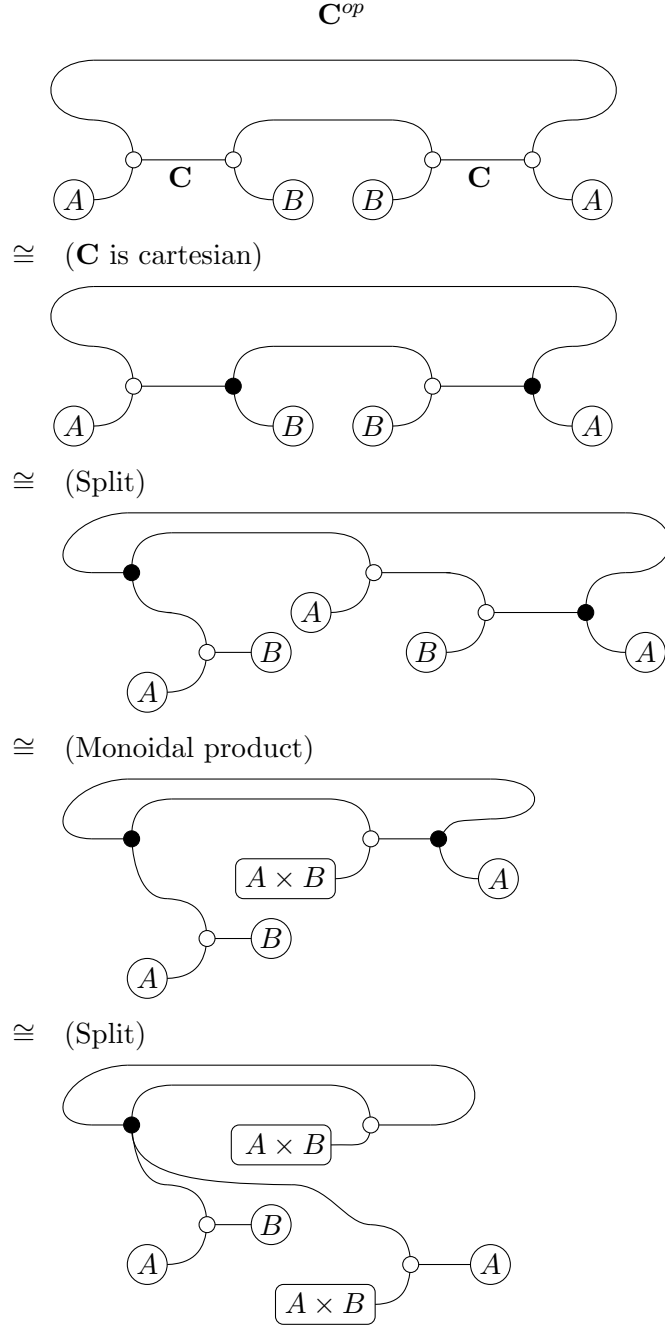 C^{op}
C C
A B B A
≅ (C is cartesian)
A B B A
≅ (Split)
A
B B A
A
≅ (Monoidal product)
A × B A
B
A
≅ (Split)
A × B
B
A A
A × B